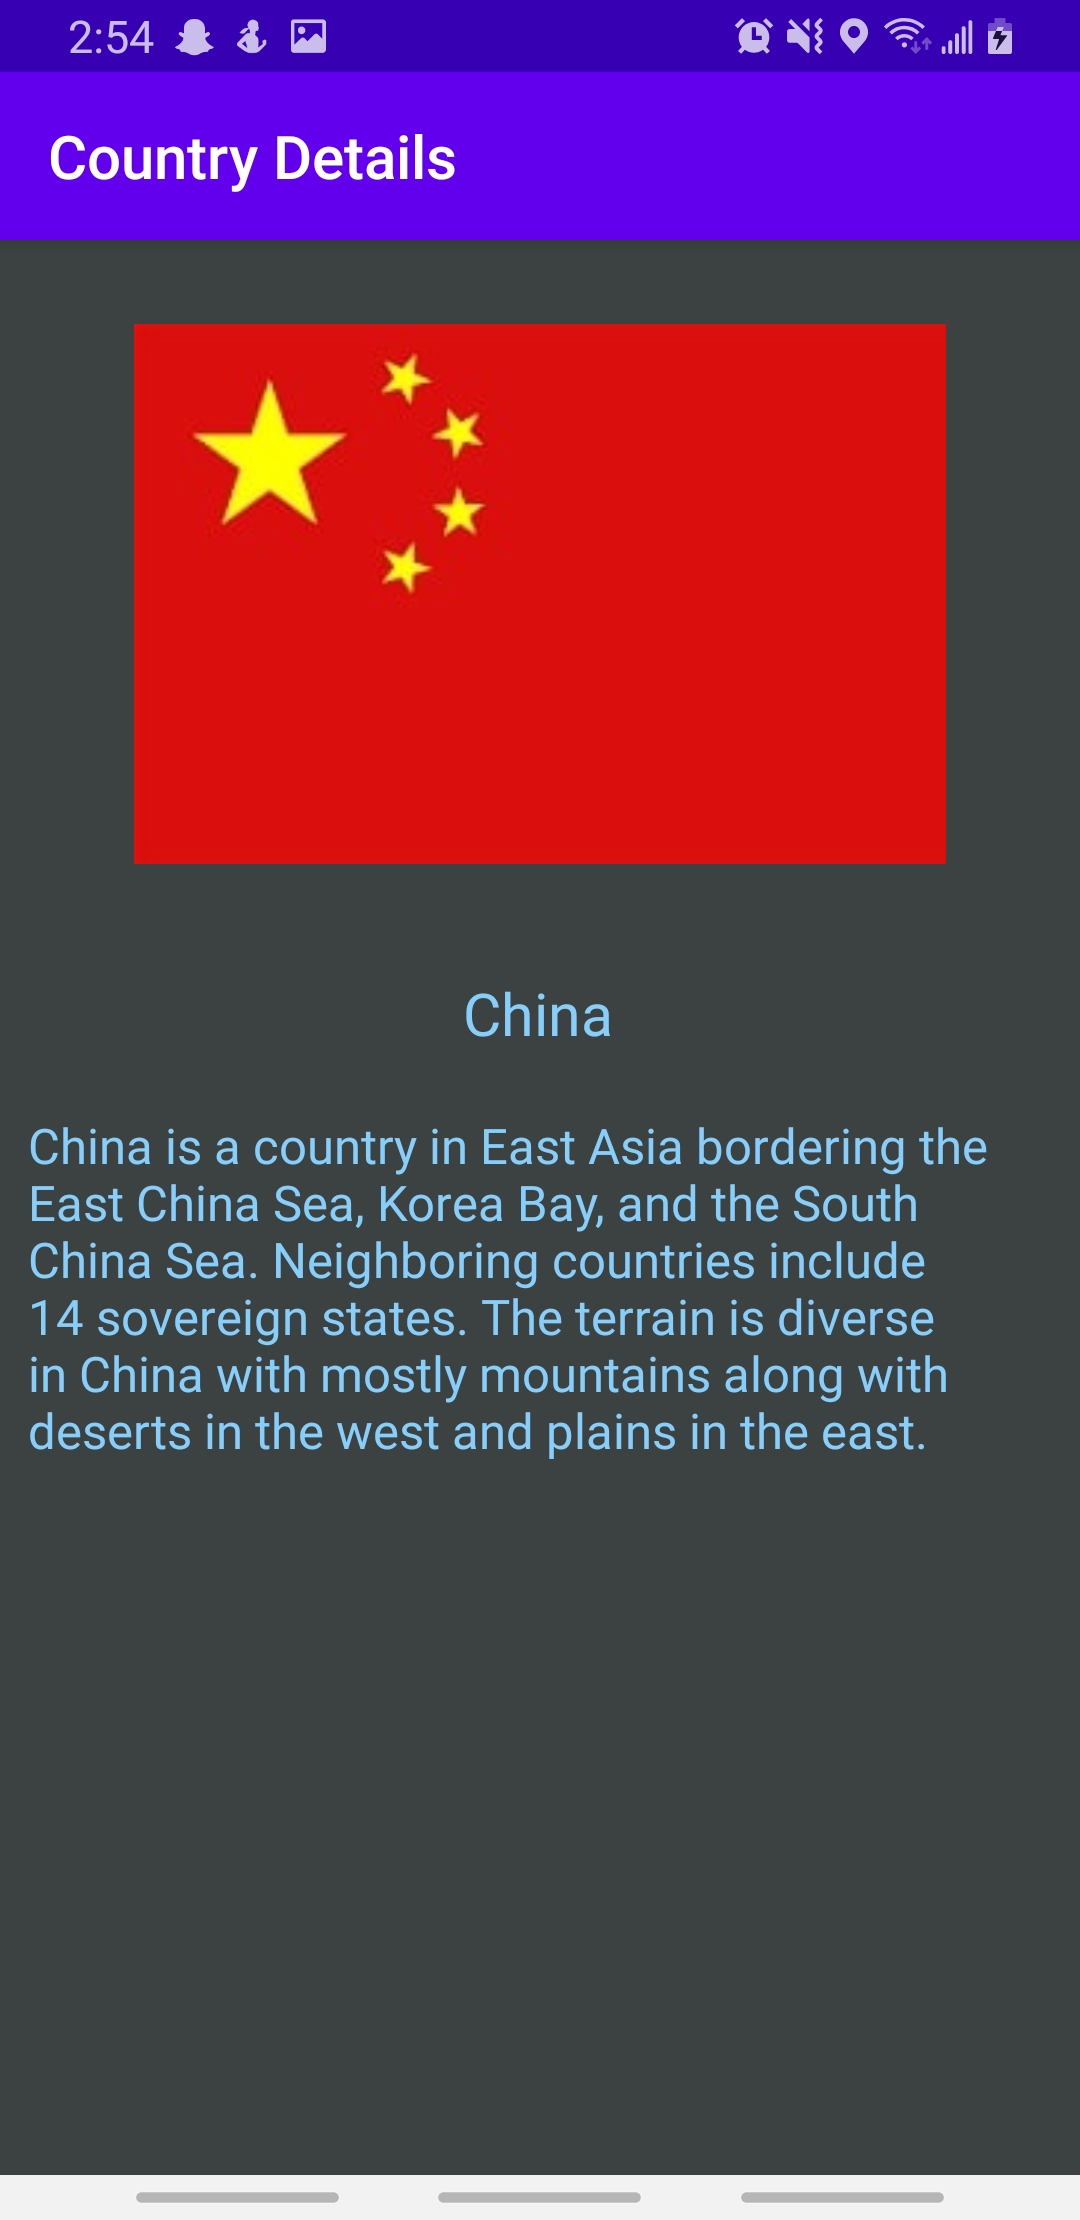 2:54
Country Details
China
China is a country in East Asia bordering the
East China Sea, Korea Bay, and the South
China Sea. Neighboring countries include
14 sovereign states. The terrain is diverse
in China with mostly mountains along with
deserts in the west and plains in the east.